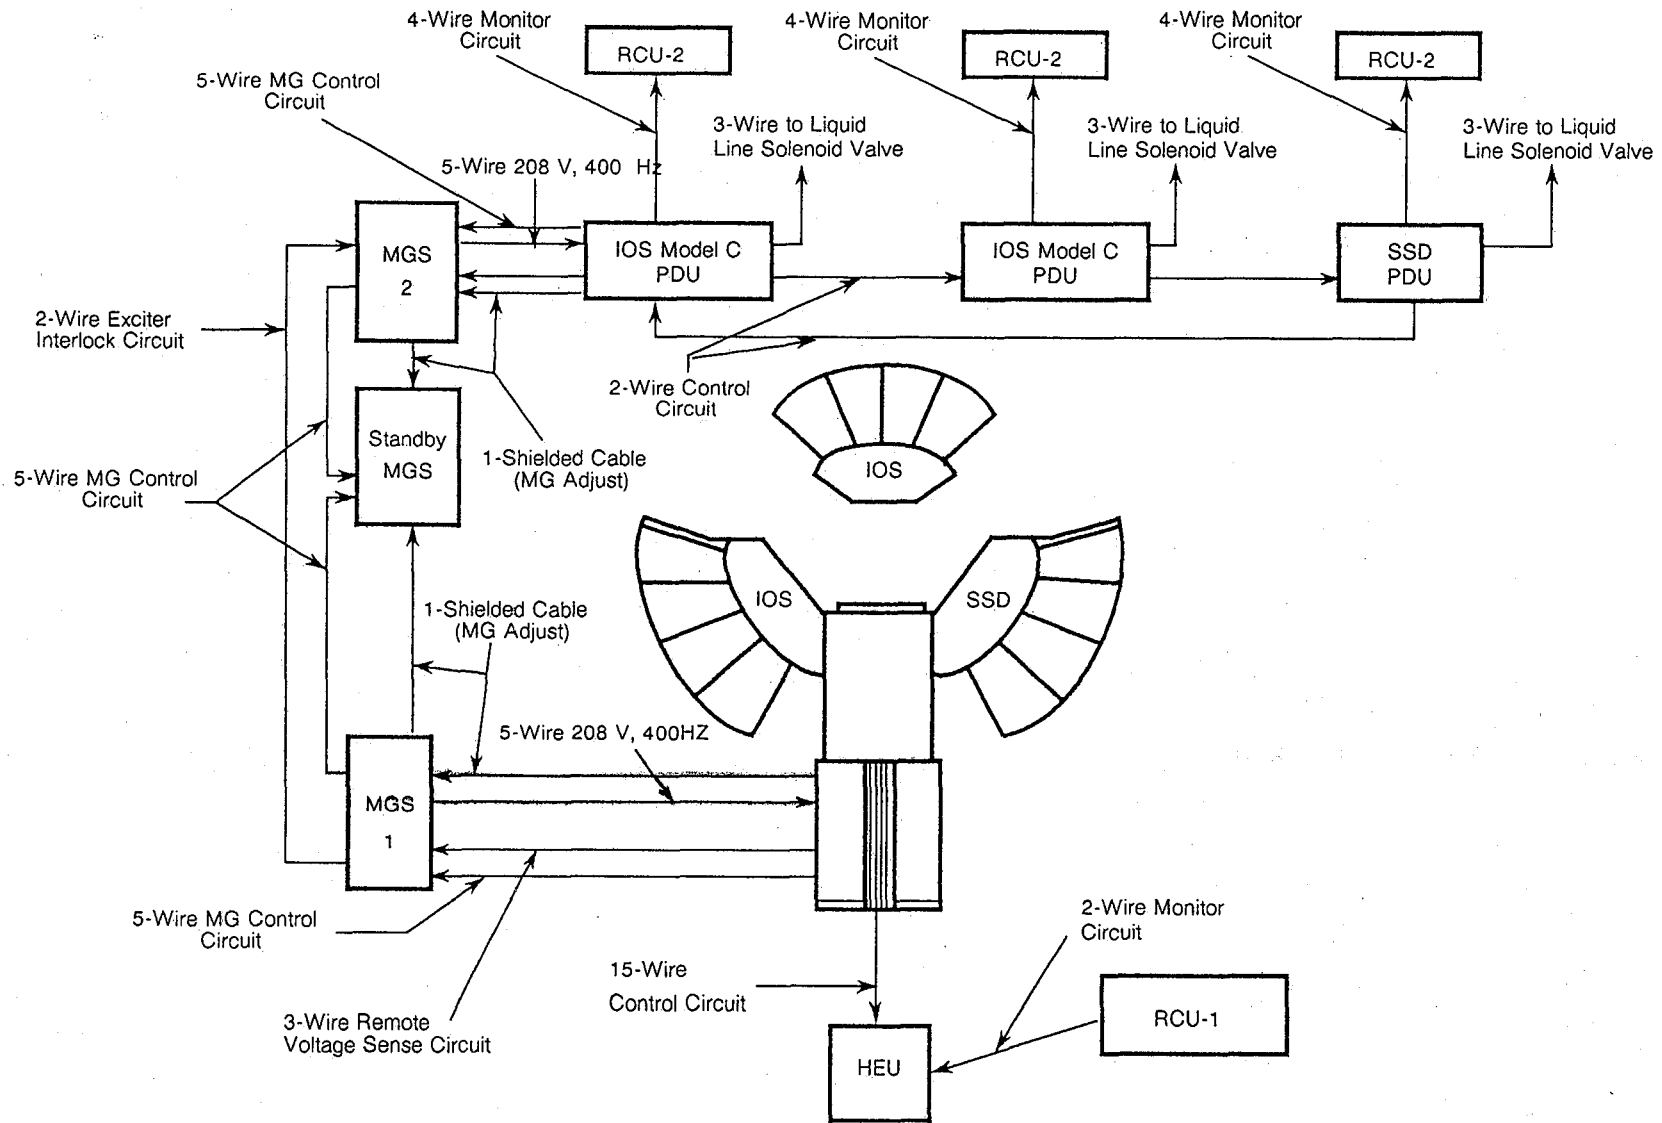 4-Wire Monitor
Circuit
RCU-2
4-Wire Monitor
Circuit
RCU-2
4-Wire Monitor
Circuit
RCU-2
5-Wire MG Control
Circuit
3-Wire to Liquid
Line Solenoid Valve
3-Wire to Liquid
Line Solenoid Valve
3-Wire to Liquid
Line Solenoid Valve
5-Wire 208 V, 400 Hz
MGS
2
IOS Model C
PDU
IOS Model C
PDU
SSD
PDU
2-Wire Exciter
Interlock Circuit
2-Wire Control
Circuit
Standby
MGS
1-Shielded Cable
(MG Adjust)
IOS
5-Wire MG Control
Circuit
IOS
SSD
1-Shielded Cable
(MG Adjust)
5-Wire 208 V, 400HZ
MGS
1
5-Wire MG Control
Circuit
2-Wire Monitor
Circuit
15-Wire
Control Circuit
3-Wire Remote
Voltage Sense Circuit
RCU-1
HEU